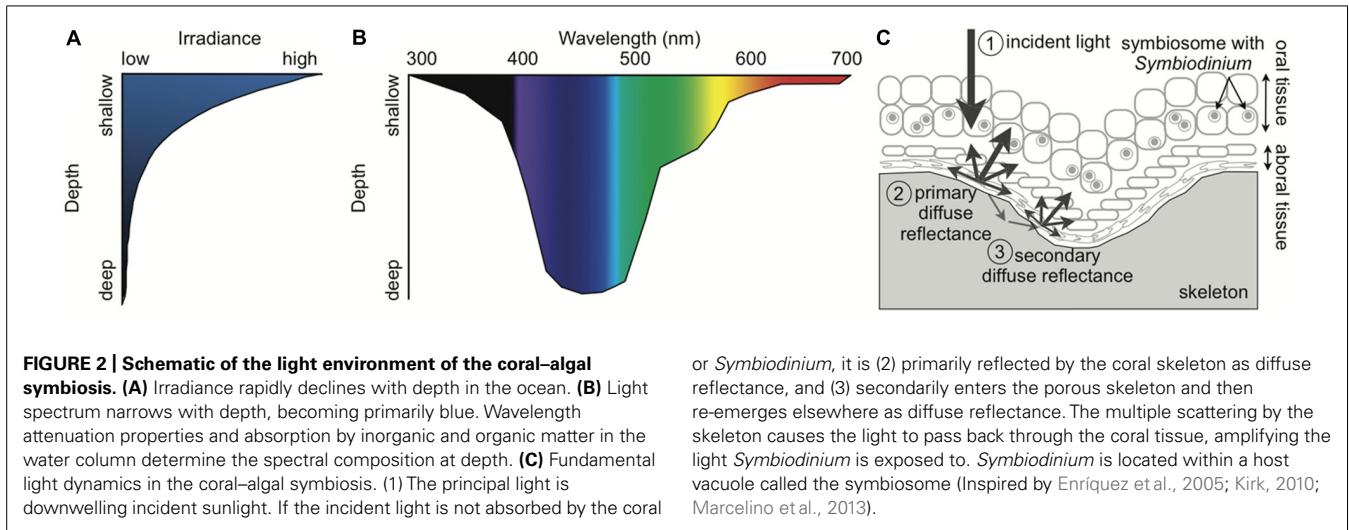 A
Irradiance
low high
shallow
Depth
deep
B
Wavelength (nm)
300 400 500 600 700
shallow
Depth
deep
C
1 incident light
symbiosome with
Symbiodinium
oral tissue
aboral tissue
2 primary
diffuse
reflectance
3 secondary
diffuse reflectance
skeleton
FIGURE 2 | Schematic of the light environment of the coral–algal
symbiosis. (A) Irradiance rapidly declines with depth in the ocean. (B) Light
spectrum narrows with depth, becoming primarily blue. Wavelength
attenuation properties and absorption by inorganic and organic matter in the
water column determine the spectral composition at depth. (C) Fundamental
light dynamics in the coral–algal symbiosis. (1) The principal light is
downwelling incident sunlight. If the incident light is not absorbed by the coral
or Symbiodinium, it is (2) primarily reflected by the coral skeleton as diffuse
reflectance, and (3) secondarily enters the porous skeleton and then
re-emerges elsewhere as diffuse reflectance. The multiple scattering by the
skeleton causes the light to pass back through the coral tissue, amplifying the
light Symbiodinium is exposed to. Symbiodinium is located within a host
vacuole called the symbiosome (Inspired by Enríquez et al., 2005; Kirk, 2010;
Marcelino et al., 2013).